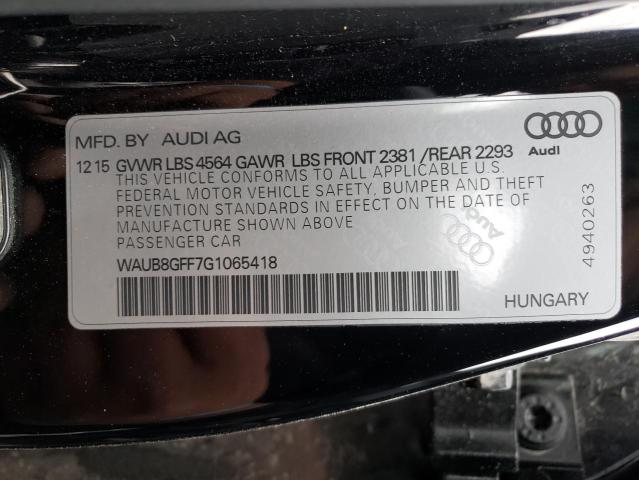 MFD. BY AUDI AG
12 15 GVWR LBS 4564 GAWR LBS FRONT 2381 /REAR 2293
THIS VEHICLE CONFORMS TO ALL APPLICABLE U.S.
FEDERAL MOTOR VEHICLE SAFETY, BUMPER AND THEFT
PREVENTION STANDARDS IN EFFECT ON THE DATE OF
MANUFACTURE SHOWN ABOVE
PASSENGER CAR
WAUB8GFF7G1065418
Audi
Audi
4940263
HUNGARY